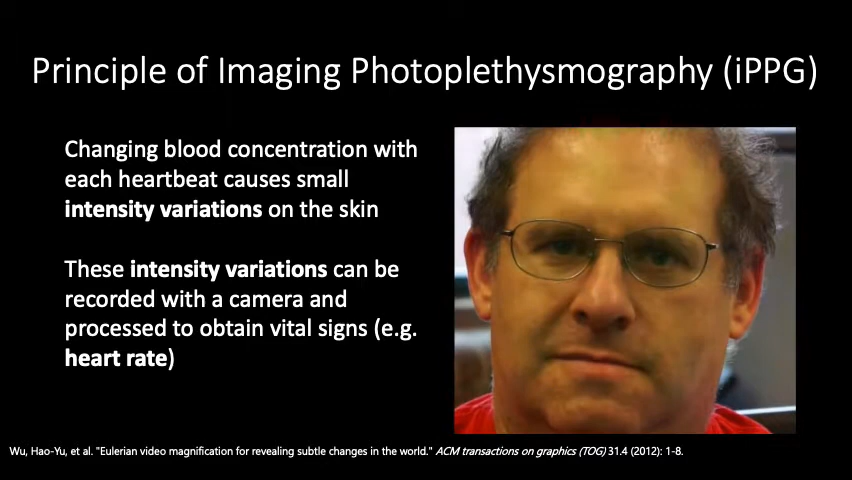 Principle of Imaging Photoplethysmography (iPPG)
Changing blood concentration with
each heartbeat causes small
intensity variations on the skin
These intensity variations can be
recorded with a camera and
processed to obtain vital signs (e.g.
heart rate)
Wu, Hao-Yu, et al. "Eulerian video magnification for revealing subtle changes in the world." ACM transactions on graphics (TOG) 31.4 (2012): 1-8.